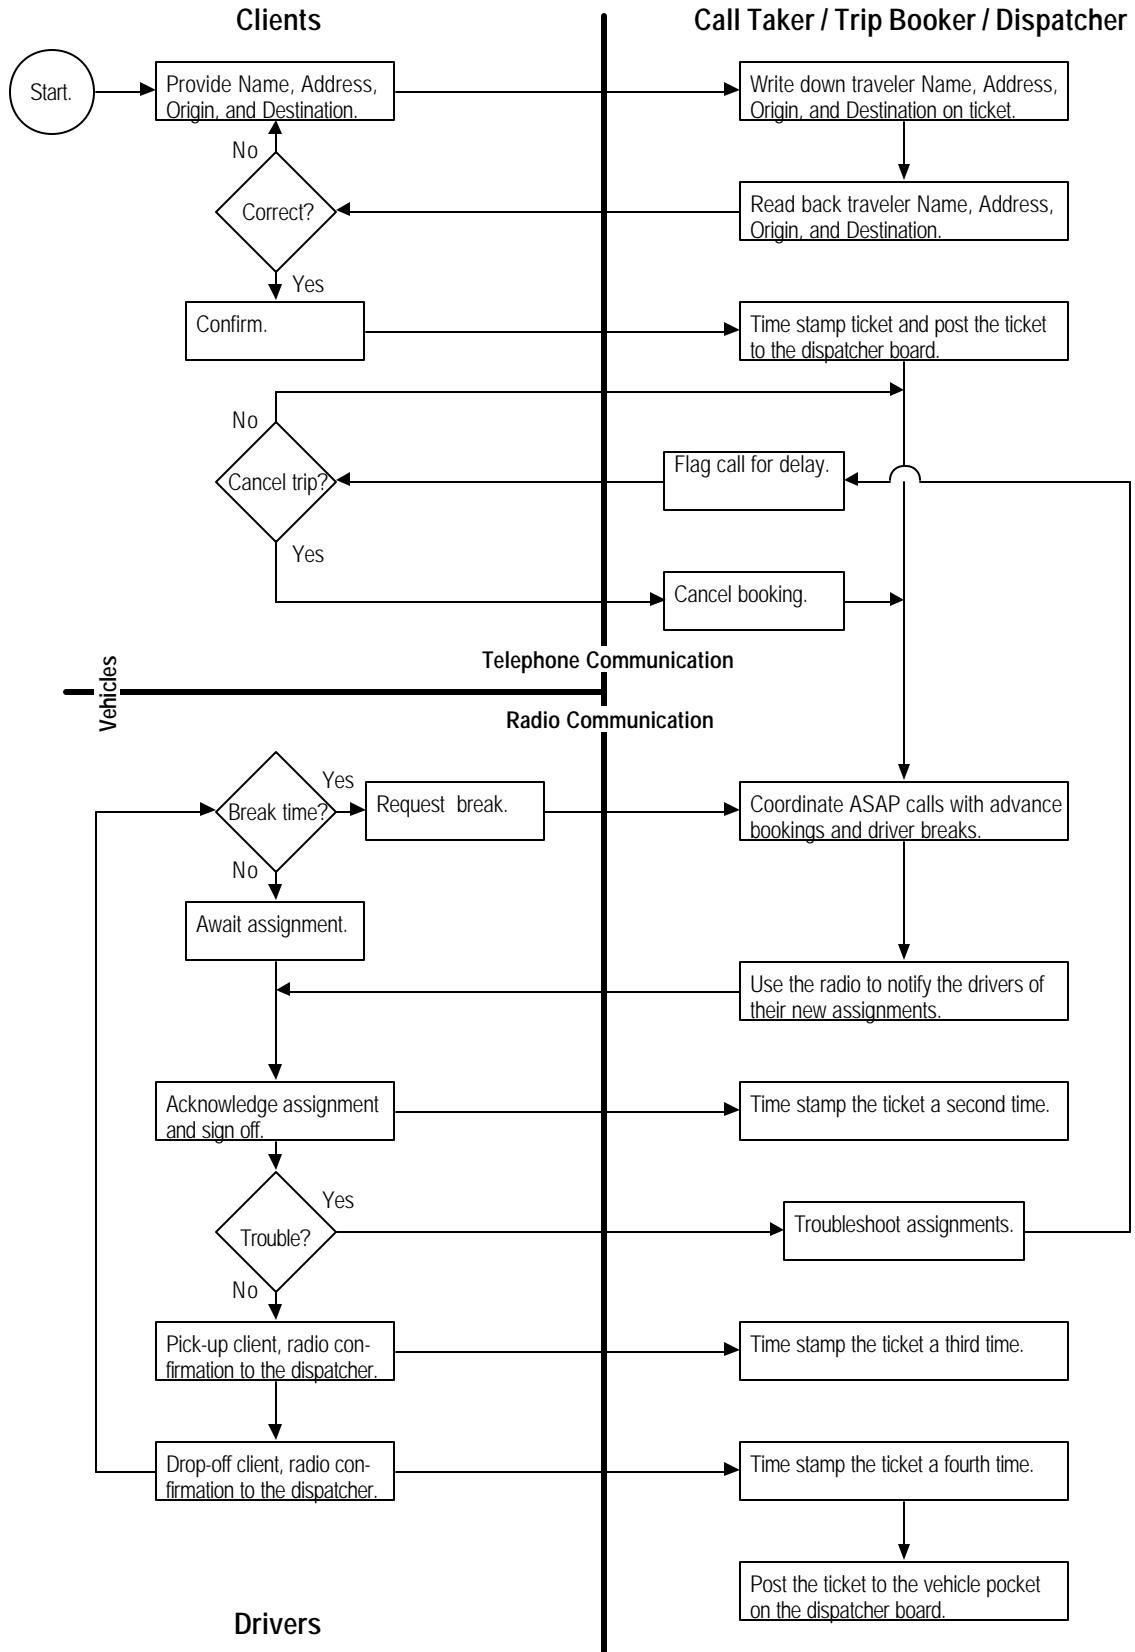 Clients
Call Taker / Trip Booker / Dispatcher
Start.
Provide Name, Address,
Origin, and Destination.
Write down traveler Name, Address,
Origin, and Destination on ticket.
No
Correct?
Read back traveler Name, Address,
Origin, and Destination.
Yes
Confirm.
Time stamp ticket and post the ticket
to the dispatcher board.
No
Cancel trip?
Flag call for delay.
Yes
Cancel booking.
Telephone Communication
Vehicles
Radio Communication
Break time?
Yes
Request break.
Coordinate ASAP calls with advance
bookings and driver breaks.
No
Await assignment.
Use the radio to notify the drivers of
their new assignments.
Acknowledge assignment
and sign off.
Time stamp the ticket a second time.
Yes
Trouble?
Troubleshoot assignments.
No
Pick-up client, radio con-
firmation to the dispatcher.
Time stamp the ticket a third time.
Drop-off client, radio con-
firmation to the dispatcher.
Time stamp the ticket a fourth time.
Post the ticket to the vehicle pocket
on the dispatcher board.
Drivers